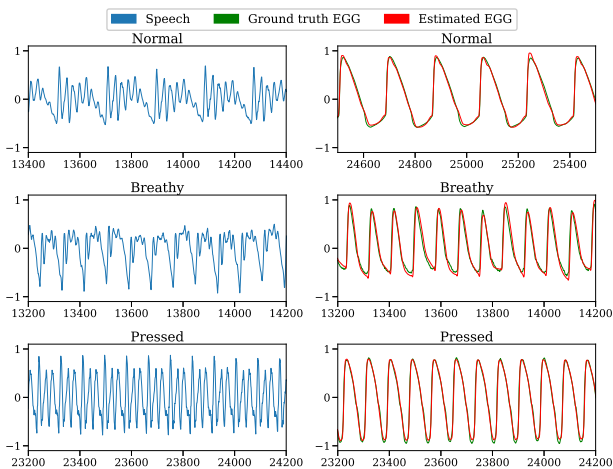 Speech Ground truth EGG Estimated EGG
Normal Normal
1 1
0 0
−1 −1
13400 13600 13800 14000 14200 14400 24600 24800 25000 25200 25400
Breathy Breathy
1 1
0 0
−1 −1
13200 13400 13600 13800 14000 14200 13200 13400 13600 13800 14000 14200
Pressed Pressed
1 1
0 0
−1 −1
23200 23400 23600 23800 24000 24200 23200 23400 23600 23800 24000 24200